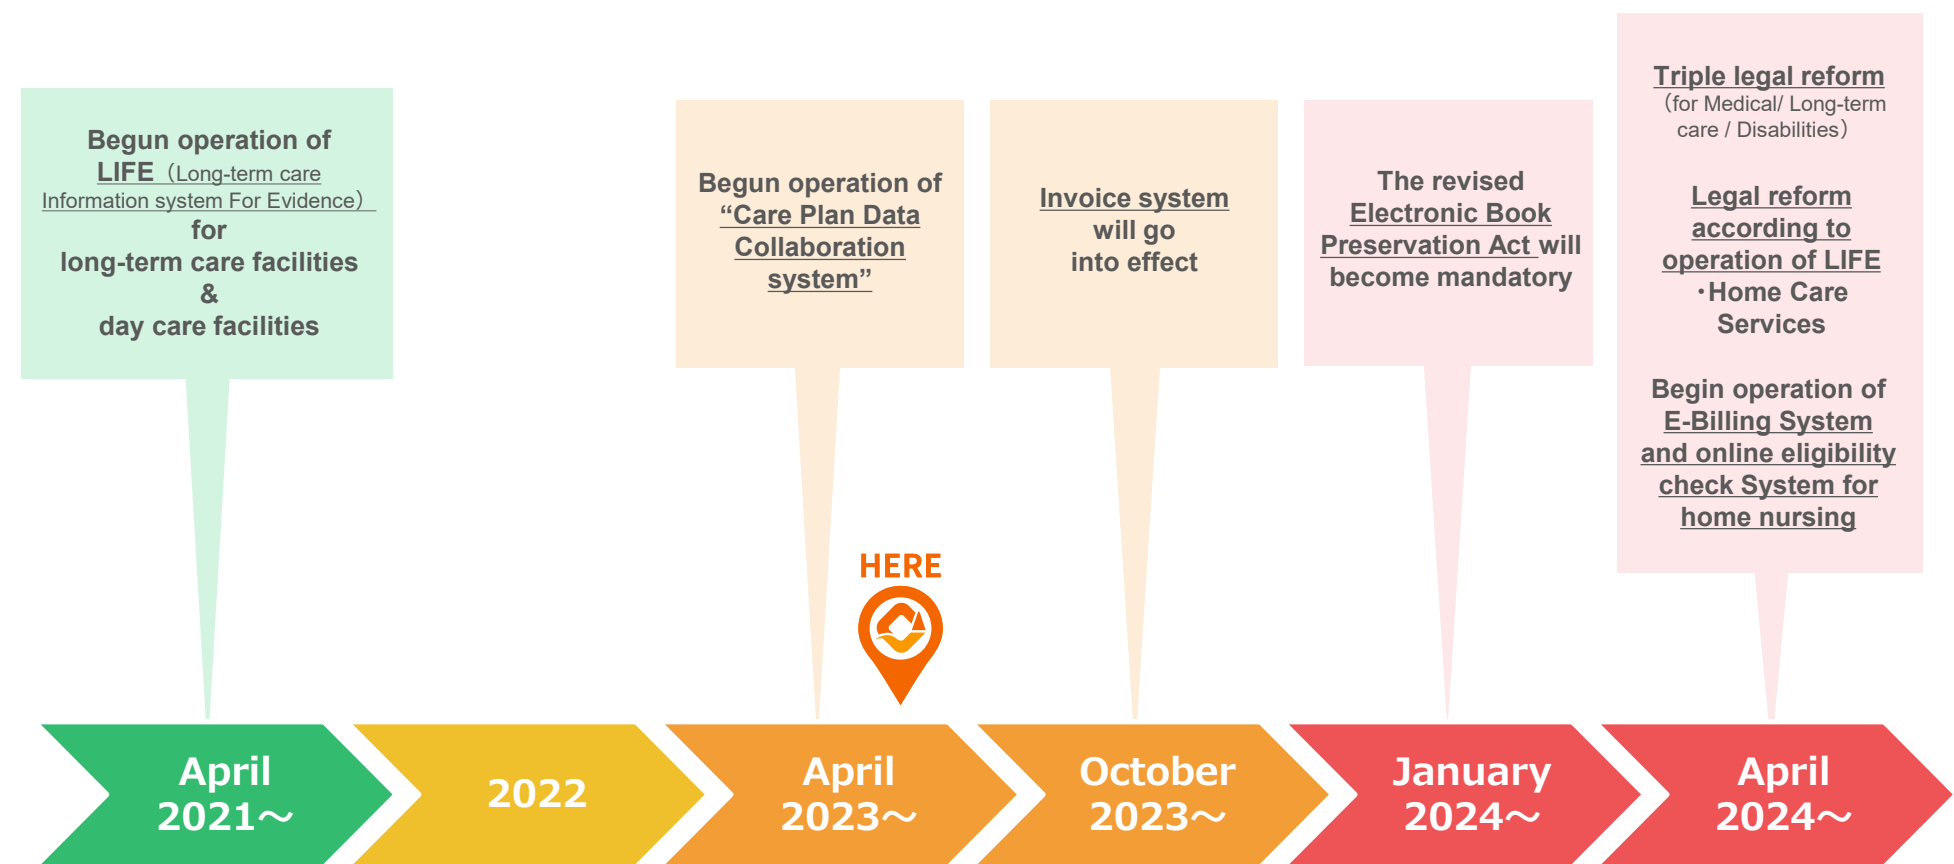 Begun operation of
LIFE（Long-term care
Information system For Evidence）
for
long-term care facilities
&
day care facilities
Begun operation of
“Care Plan Data
Collaboration
system”
Invoice system
will go
into effect
The revised
Electronic Book
Preservation Act will
become mandatory
Triple legal reform
（for Medical/ Long-term
care / Disabilities）
Legal reform
according to
operation of LIFE
・Home Care
Services
Begin operation of
E-Billing System
and online eligibility
check System for
home nursing
HERE
April
2021～
2022
April
2023～
October
2023～
January
2024～
April
2024～